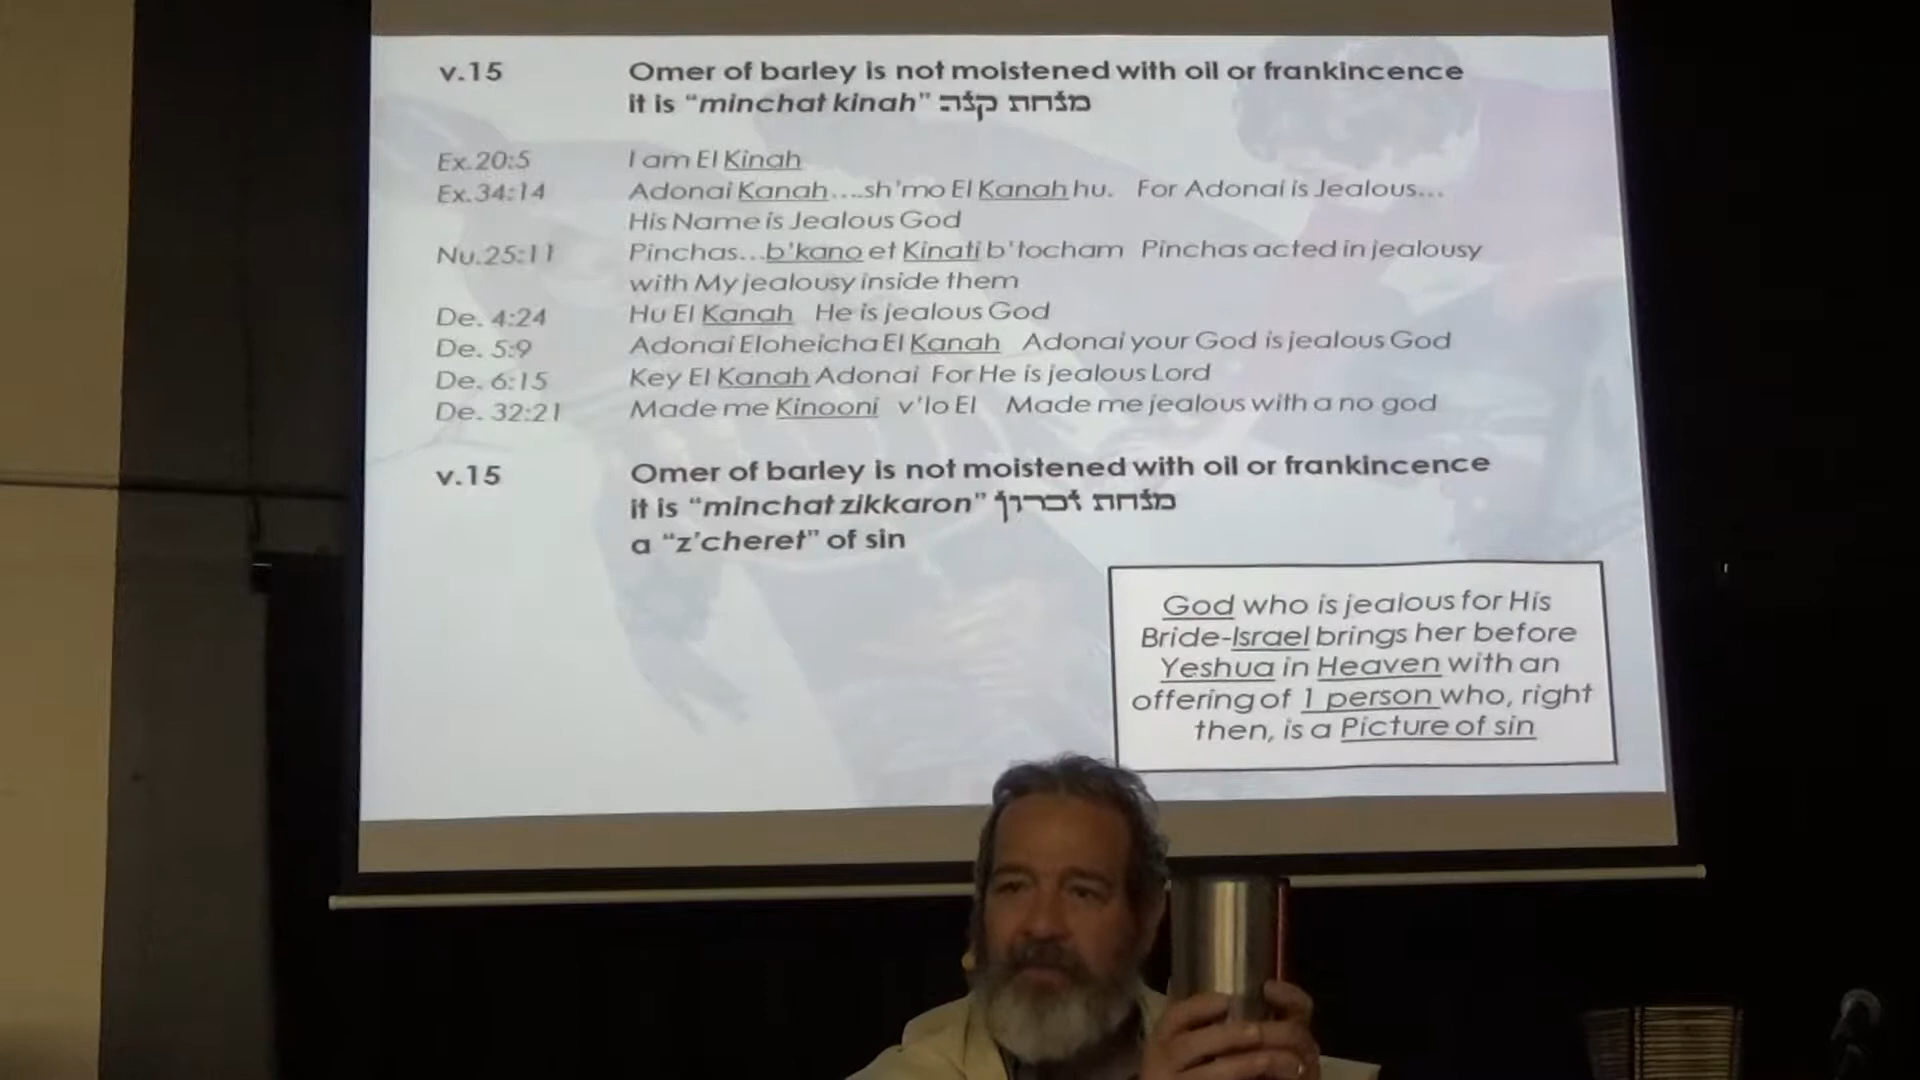 v.15 Omer of barley is not moistened with oil or frankincence
it is “minchat kinah” מנחת קנה
Ex.20:5 I am El Kinah
Ex.34:14 Adonai Kanah....sh'mo El Kanah hu. For Adonai is Jealous...
His Name is Jealous God
Nu.25:11 Pinchas...b'kano et Kinati b'tocham Pinchas acted in jealousy
with My jealousy inside them
De. 4:24 Hu El Kanah He is jealous God
De. 5:9 Adonai Eloheicha El Kanah Adonai your God is jealous God
De. 6:15 Key El Kanah Adonai For He is jealous Lord
De. 32:21 Made me Kinooni v'lo El Made me jealous with a no god
v.15 Omer of barley is not moistened with oil or frankincence
it is “minchat zikkaron” מנחת זכרון
a “z'cheret” of sin
God who is jealous for His
Bride-Israel brings her before
Yeshua in Heaven with an
offering of 1 person who, right
then, is a Picture of sin